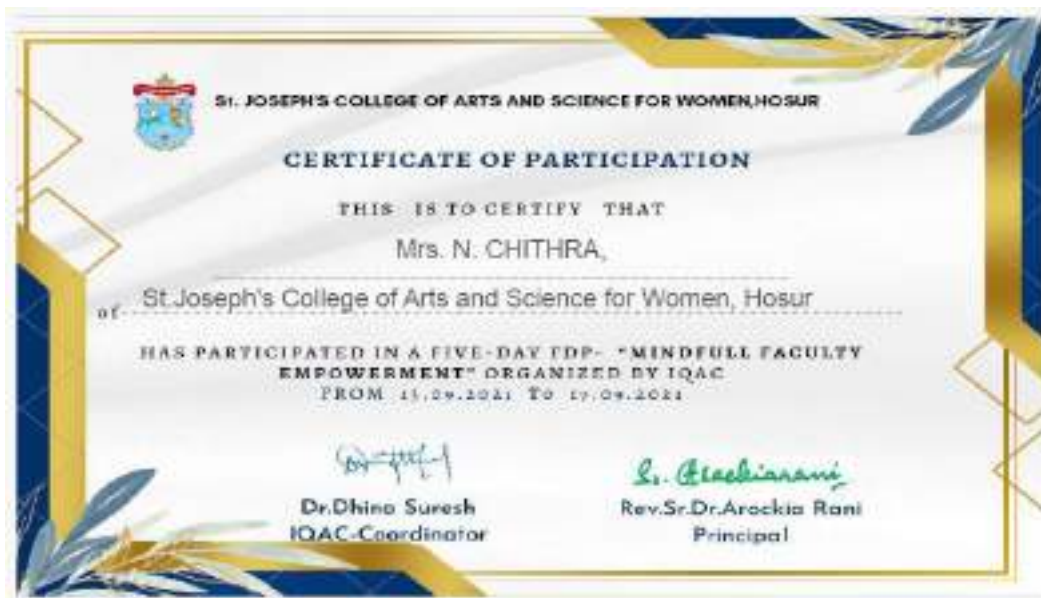 St. JOSEPH'S COLLEGE OF ARTS AND SCIENCE FOR WOMEN,HOSUR
CERTIFICATE OF PARTICIPATION
THIS IS TO CERTIFY THAT
Mrs. N. CHITHRA,
of St.Joseph's College of Arts and Science for Women, Hosur
HAS PARTICIPATED IN A FIVE-DAY FDP- "MINDFULL FACULTY
EMPOWERMENT" ORGANIZED BY IQAC
FROM TO
Dr.Dhina Suresh
IQAC-Coordinator
Rev.Sr.Dr.Arockia Rani
Principal